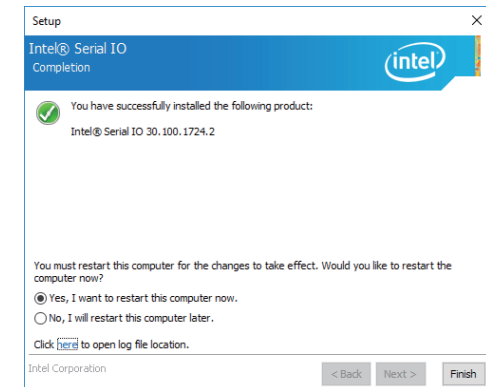 Setup
Intel® Serial IO
Completion
intel
You have successfully installed the following product:
Intel® Serial IO 30.100.1724.2
You must restart this computer for the changes to take effect. Would you like to restart the
computer now?
Yes, I want to restart this computer now.
No, I will restart this computer later.
Click here to open log file location.
Intel Corporation
< Back Next > Finish